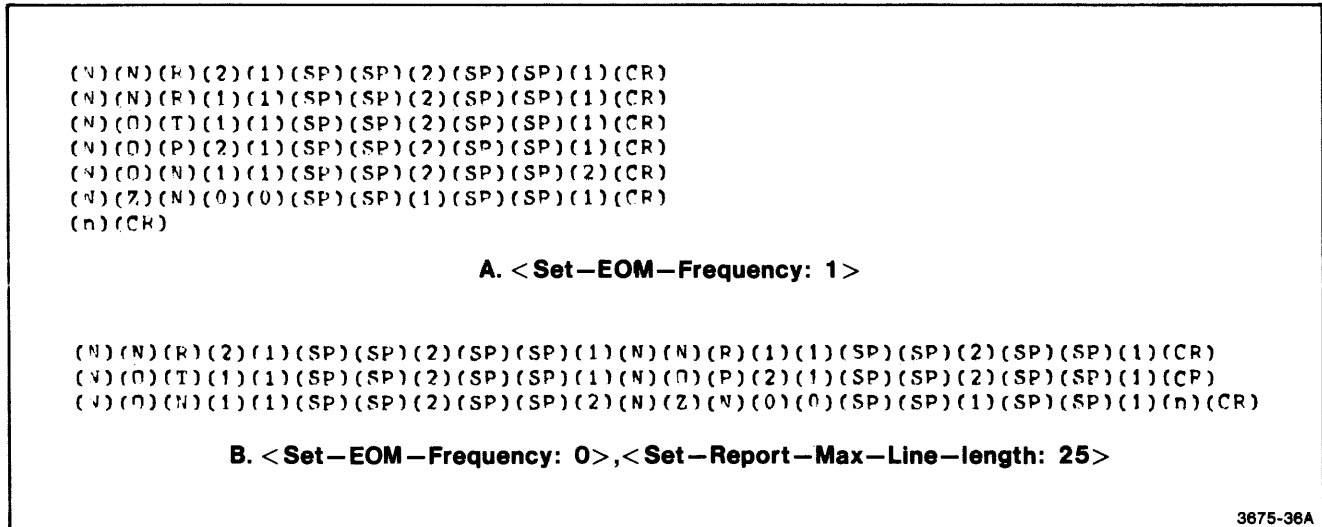 (N)(N)(R)(2)(1)(SP)(SP)(2)(SP)(SP)(1)(CR)
(N)(N)(R)(1)(1)(SP)(SP)(2)(SP)(SP)(1)(CR)
(N)(O)(T)(1)(1)(SP)(SP)(2)(SP)(SP)(1)(CR)
(N)(O)(P)(2)(1)(SP)(SP)(2)(SP)(SP)(1)(CR)
(N)(O)(N)(1)(1)(SP)(SP)(2)(SP)(SP)(2)(CR)
(N)(Z)(N)(0)(0)(SP)(SP)(1)(SP)(SP)(1)(CR)
(n)(CR)
A. <Set—EOM—Frequency: 1>
(N)(N)(R)(2)(1)(SP)(SP)(2)(SP)(SP)(1)(N)(N)(R)(1)(1)(SP)(SP)(2)(SP)(SP)(1)(CR)
(N)(O)(T)(1)(1)(SP)(SP)(2)(SP)(SP)(1)(N)(O)(P)(2)(1)(SP)(SP)(2)(SP)(SP)(1)(CR)
(N)(O)(N)(1)(1)(SP)(SP)(2)(SP)(SP)(2)(N)(Z)(N)(0)(0)(SP)(SP)(1)(SP)(SP)(1)(n)(CR)
B. <Set—EOM—Frequency: 0>,<Set—Report—Max—Line—length: 25>
3675-36A